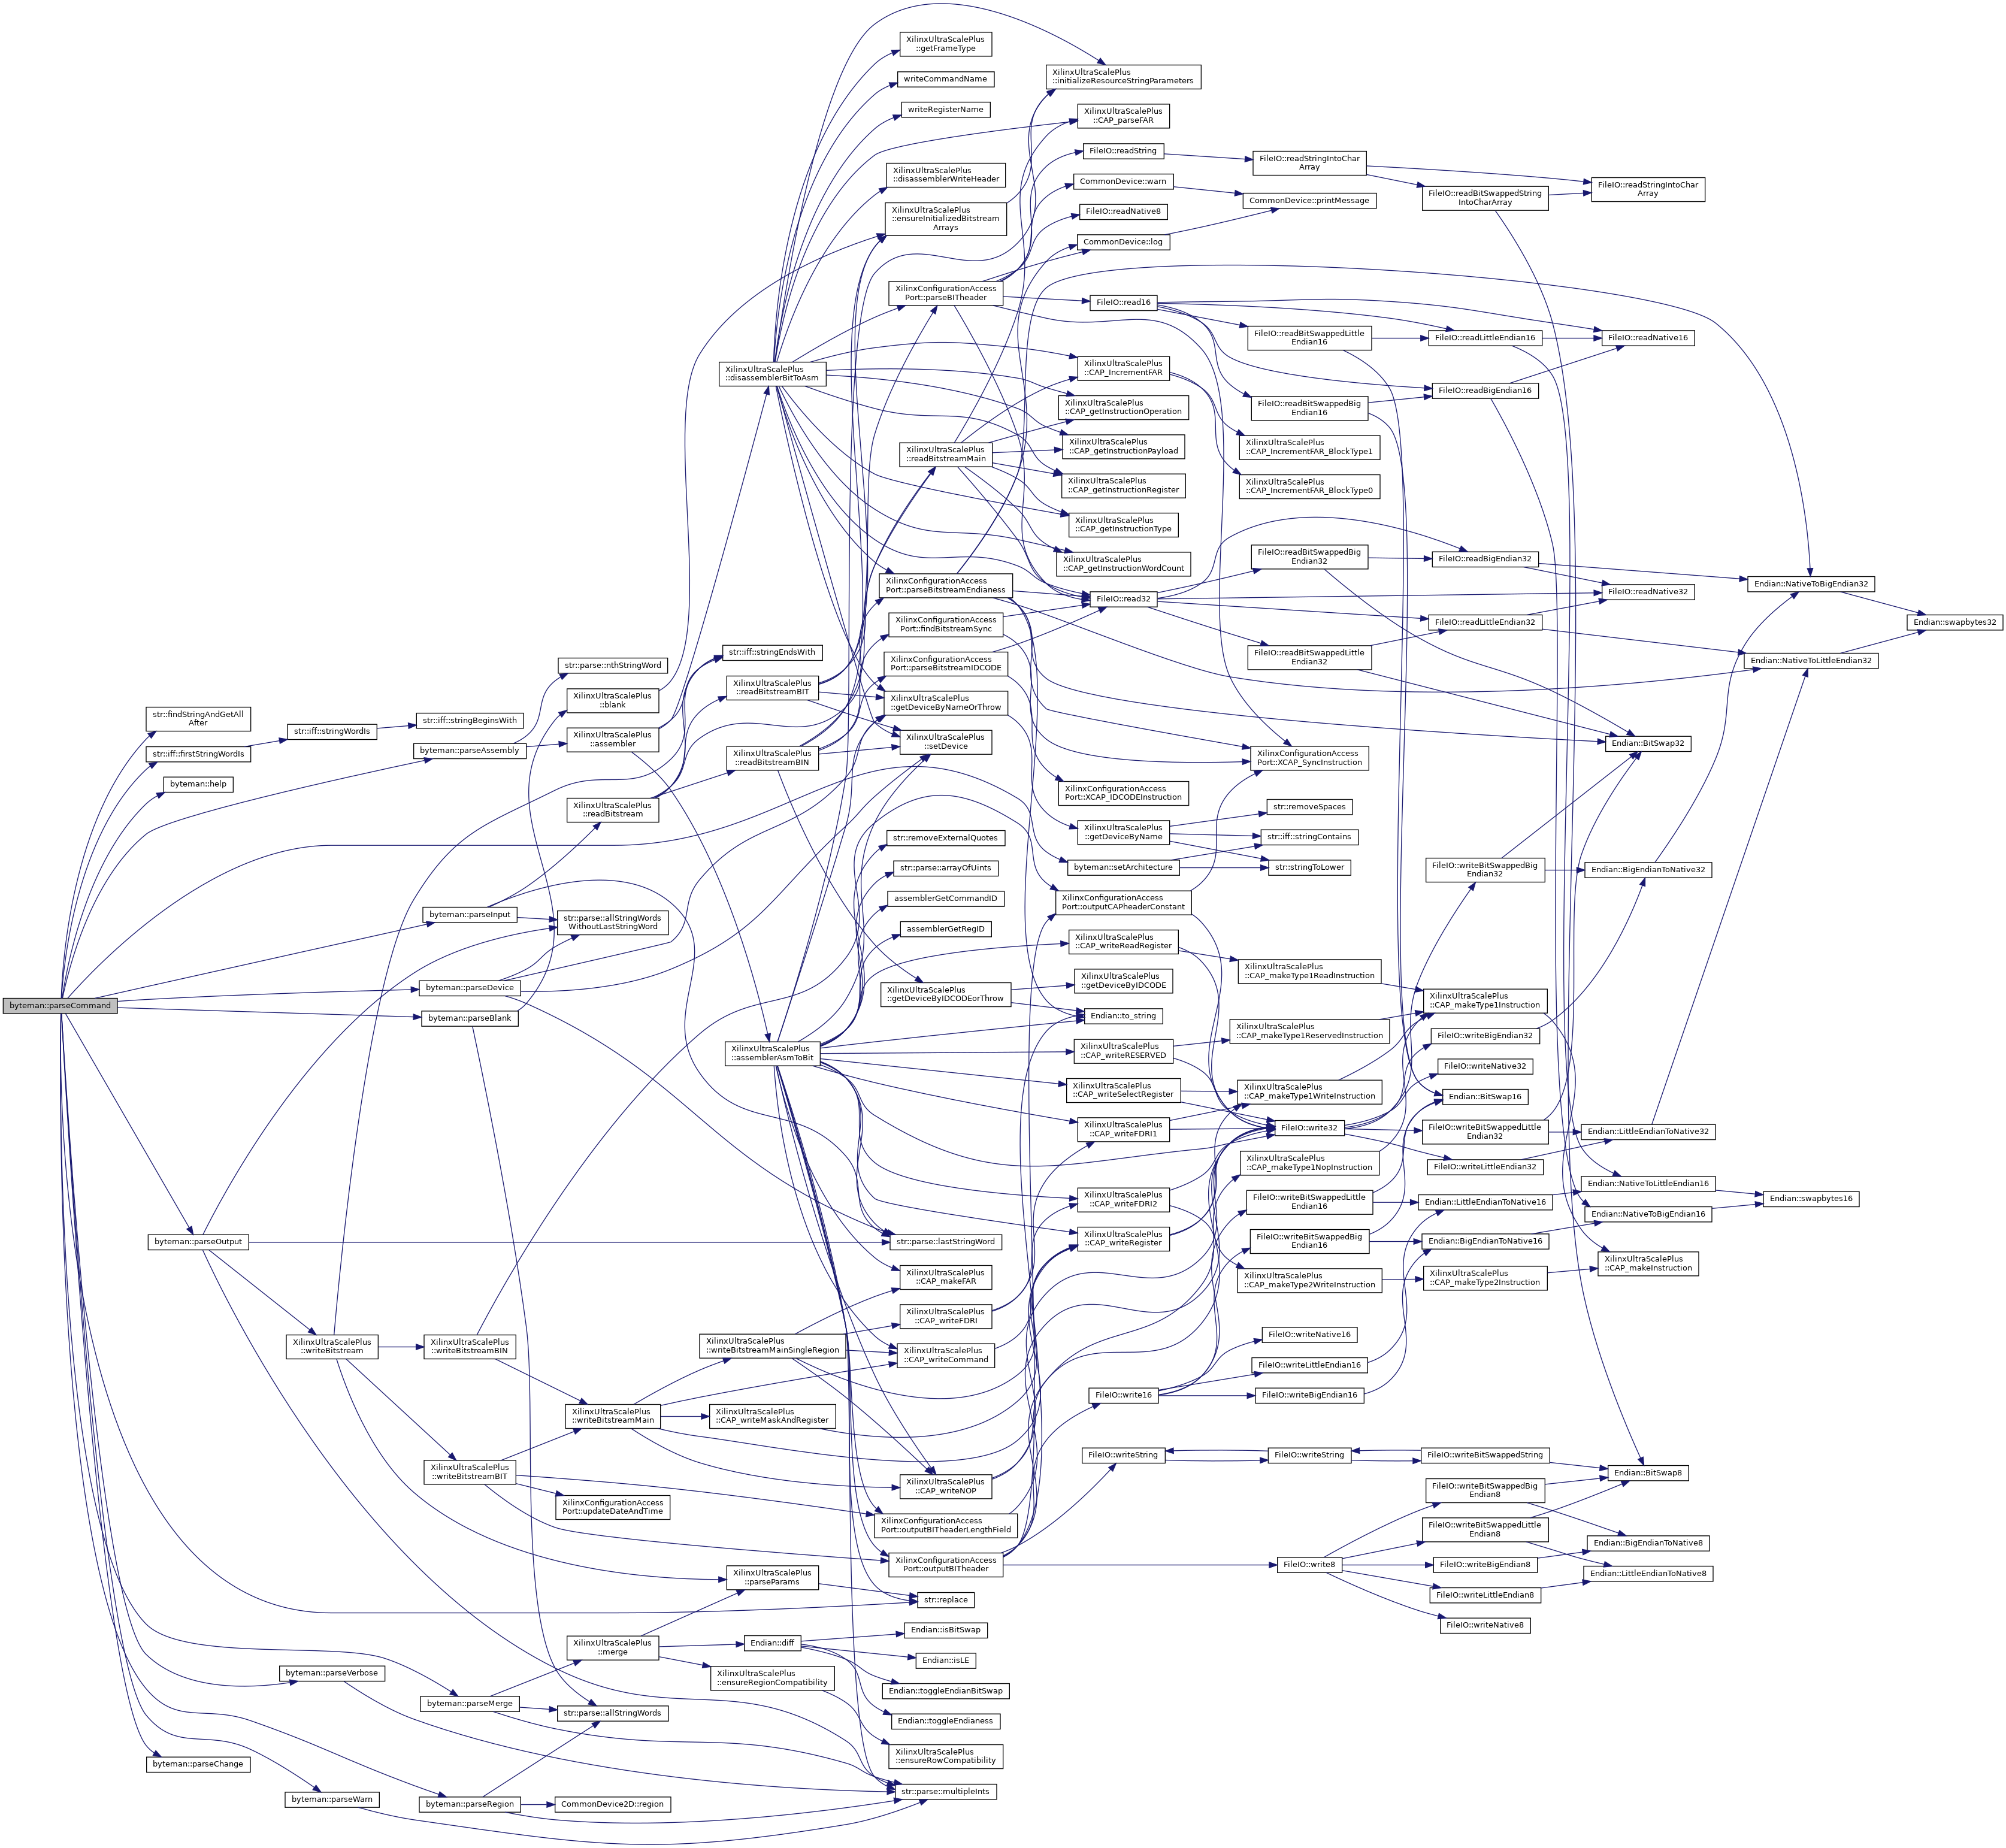 byteman::parseCommand
str::findStringAndGetAll
After
str::iff::firstStringWordIs
byteman::help
byteman::parseOutput
byteman::parseChange
str::iff::stringWordIs
XilinxUltraScalePlus
::writeBitstream
byteman::parseVerbose
byteman::parseWarn
str::iff::stringBeginsWith
byteman::parseAssembly
byteman::parseInput
byteman::parseDevice
byteman::parseBlank
XilinxUltraScalePlus
::writeBitstreamBIN
XilinxUltraScalePlus
::writeBitstreamBIT
byteman::parseMerge
byteman::parseRegion
str::parse::nthStringWord
XilinxUltraScalePlus
::blank
XilinxUltraScalePlus
::assembler
XilinxUltraScalePlus
::readBitstream
str::parse::allStringWords
WithoutLastStringWord
XilinxUltraScalePlus
::writeBitstreamMain
XilinxConfigurationAccess
Port::updateDateAndTime
XilinxUltraScalePlus
::merge
str::parse::allStringWords
CommonDevice2D::region
XilinxUltraScalePlus
::disassemblerBitToAsm
str::iff::stringEndsWith
XilinxUltraScalePlus
::readBitstreamBIT
XilinxUltraScalePlus
::readBitstreamBIN
XilinxUltraScalePlus
::assemblerAsmToBit
XilinxUltraScalePlus
::writeBitstreamMainSingleRegion
XilinxUltraScalePlus
::CAP_writeMaskAndRegister
XilinxUltraScalePlus
::parseParams
Endian::diff
XilinxUltraScalePlus
::ensureRegionCompatibility
XilinxUltraScalePlus
::getFrameType
writeCommandName
writeRegisterName
XilinxUltraScalePlus
::disassemblerWriteHeader
XilinxUltraScalePlus
::ensureInitializedBitstream
Arrays
XilinxConfigurationAccess
Port::parseBITheader
XilinxUltraScalePlus
::readBitstreamMain
XilinxConfigurationAccess
Port::parseBitstreamEndianess
XilinxConfigurationAccess
Port::findBitstreamSync
XilinxConfigurationAccess
Port::parseBitstreamIDCODE
XilinxUltraScalePlus
::getDeviceByNameOrThrow
XilinxUltraScalePlus
::setDevice
str::removeExternalQuotes
str::parse::arrayOfUints
assemblerGetCommandID
assemblerGetRegID
XilinxUltraScalePlus
::getDeviceByIDCODEorThrow
str::parse::lastStringWord
XilinxUltraScalePlus
::CAP_makeFAR
XilinxUltraScalePlus
::CAP_writeFDRI
XilinxUltraScalePlus
::CAP_writeCommand
XilinxUltraScalePlus
::CAP_writeNOP
XilinxConfigurationAccess
Port::outputBITheaderLengthField
XilinxConfigurationAccess
Port::outputBITheader
str::replace
Endian::isBitSwap
Endian::isLE
Endian::toggleEndianBitSwap
Endian::toggleEndianess
XilinxUltraScalePlus
::ensureRowCompatibility
str::parse::multipleInts
XilinxUltraScalePlus
::initializeResourceStringParameters
XilinxUltraScalePlus
::CAP_parseFAR
FileIO::readString
CommonDevice::warn
FileIO::readNative8
CommonDevice::log
FileIO::read16
XilinxUltraScalePlus
::CAP_IncrementFAR
XilinxUltraScalePlus
::CAP_getInstructionOperation
XilinxUltraScalePlus
::CAP_getInstructionPayload
XilinxUltraScalePlus
::CAP_getInstructionRegister
XilinxUltraScalePlus
::CAP_getInstructionType
XilinxUltraScalePlus
::CAP_getInstructionWordCount
FileIO::read32
XilinxConfigurationAccess
Port::XCAP_IDCODEInstruction
XilinxUltraScalePlus
::getDeviceByName
byteman::setArchitecture
XilinxConfigurationAccess
Port::outputCAPheaderConstant
XilinxUltraScalePlus
::CAP_writeReadRegister
XilinxUltraScalePlus
::getDeviceByIDCODE
Endian::to_string
XilinxUltraScalePlus
::CAP_writeRESERVED
XilinxUltraScalePlus
::CAP_writeSelectRegister
XilinxUltraScalePlus
::CAP_writeFDRI1
XilinxUltraScalePlus
::CAP_writeFDRI2
XilinxUltraScalePlus
::CAP_writeRegister
FileIO::write16
FileIO::writeString
FileIO::readStringIntoChar
Array
CommonDevice::printMessage
FileIO::readBitSwappedLittle
Endian16
FileIO::readBitSwappedBig
Endian16
XilinxUltraScalePlus
::CAP_IncrementFAR_BlockType1
XilinxUltraScalePlus
::CAP_IncrementFAR_BlockType0
FileIO::readBitSwappedBig
Endian32
FileIO::readBitSwappedLittle
Endian32
XilinxConfigurationAccess
Port::XCAP_SyncInstruction
str::removeSpaces
str::iff::stringContains
str::stringToLower
XilinxUltraScalePlus
::CAP_makeType1ReadInstruction
XilinxUltraScalePlus
::CAP_makeType1ReservedInstruction
XilinxUltraScalePlus
::CAP_makeType1WriteInstruction
FileIO::write32
XilinxUltraScalePlus
::CAP_makeType1NopInstruction
FileIO::writeBitSwappedLittle
Endian16
FileIO::writeBitSwappedBig
Endian16
XilinxUltraScalePlus
::CAP_makeType2WriteInstruction
FileIO::writeNative16
FileIO::writeLittleEndian16
FileIO::writeBigEndian16
FileIO::writeString
FileIO::write8
FileIO::readBitSwappedString
IntoCharArray
FileIO::readLittleEndian16
FileIO::readBigEndian16
FileIO::readBigEndian32
FileIO::readLittleEndian32
FileIO::writeBitSwappedBig
Endian32
XilinxUltraScalePlus
::CAP_makeType1Instruction
FileIO::writeBigEndian32
FileIO::writeNative32
Endian::BitSwap16
FileIO::writeBitSwappedLittle
Endian32
FileIO::writeLittleEndian32
Endian::LittleEndianToNative16
Endian::BigEndianToNative16
XilinxUltraScalePlus
::CAP_makeType2Instruction
FileIO::writeBitSwappedString
FileIO::writeBitSwappedBig
Endian8
FileIO::writeBitSwappedLittle
Endian8
FileIO::writeBigEndian8
FileIO::writeLittleEndian8
FileIO::writeNative8
FileIO::readStringIntoChar
Array
FileIO::readNative16
FileIO::readNative32
Endian::BitSwap32
Endian::BigEndianToNative32
Endian::LittleEndianToNative32
Endian::NativeToLittleEndian16
Endian::NativeToBigEndian16
XilinxUltraScalePlus
::CAP_makeInstruction
Endian::BitSwap8
Endian::BigEndianToNative8
Endian::LittleEndianToNative8
Endian::NativeToBigEndian32
Endian::NativeToLittleEndian32
Endian::swapbytes16
Endian::swapbytes32